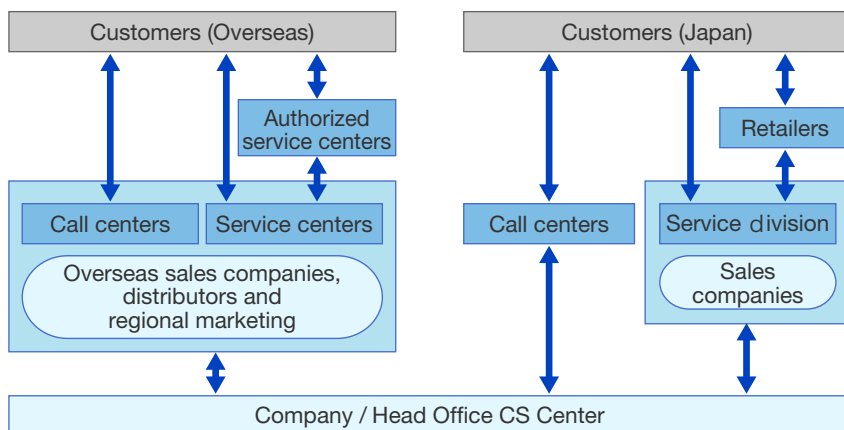 Customers (Overseas)
Customers (Japan)
Authorized
service centers
Retailers
Call centers
Service centers
Call centers
Service division
Overseas sales companies,
distributors and
regional marketing
Sales
companies
Company / Head Office CS Center